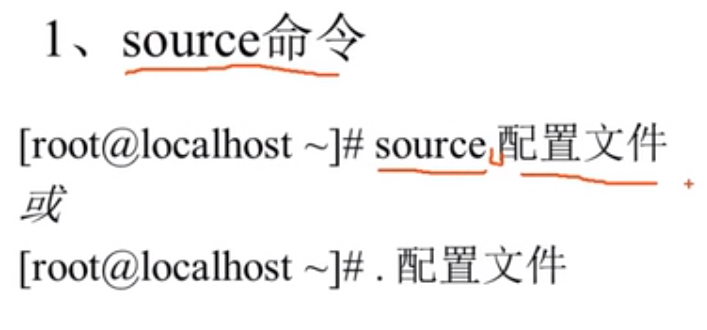 1、source命令
[root@localhost ~]# source 配置文件
或
[root@localhost ~]# . 配置文件